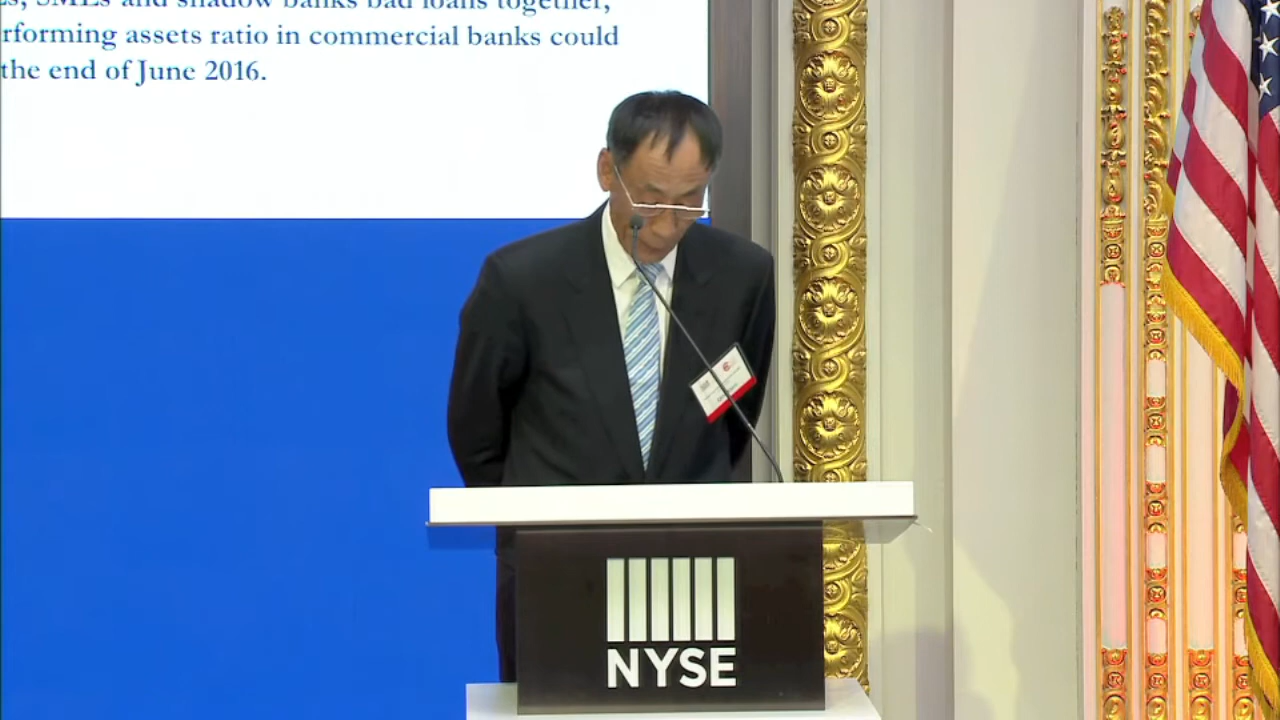 SMEs and shadow banks bad loans together,
rforming assets ratio in commercial banks could
the end of June 2016.
NYSE